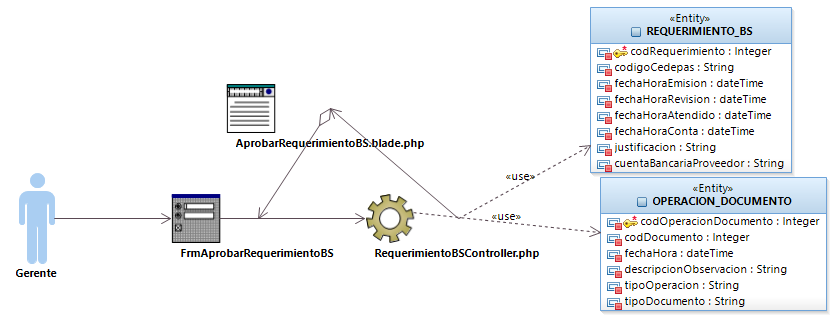 «Entity»
REQUERIMIENTO_BS
codRequerimiento : Integer
codigoCedepas : String
fechaHoraEmision : dateTime
fechaHoraRevision : dateTime
fechaHoraAtendido : dateTime
fechaHoraConta : dateTime
justificacion : String
cuentaBancariaProveedor : String
AprobarRequerimientoBS.blade.php
«use»
«use»
Gerente
FrmAprobarRequerimientoBS
RequerimientoBSController.php
«Entity»
OPERACION_DOCUMENTO
codOperacionDocumento : Integer
codDocumento : Integer
fechaHora : dateTime
descripcionObservacion : String
tipoOperacion : String
tipoDocumento : String